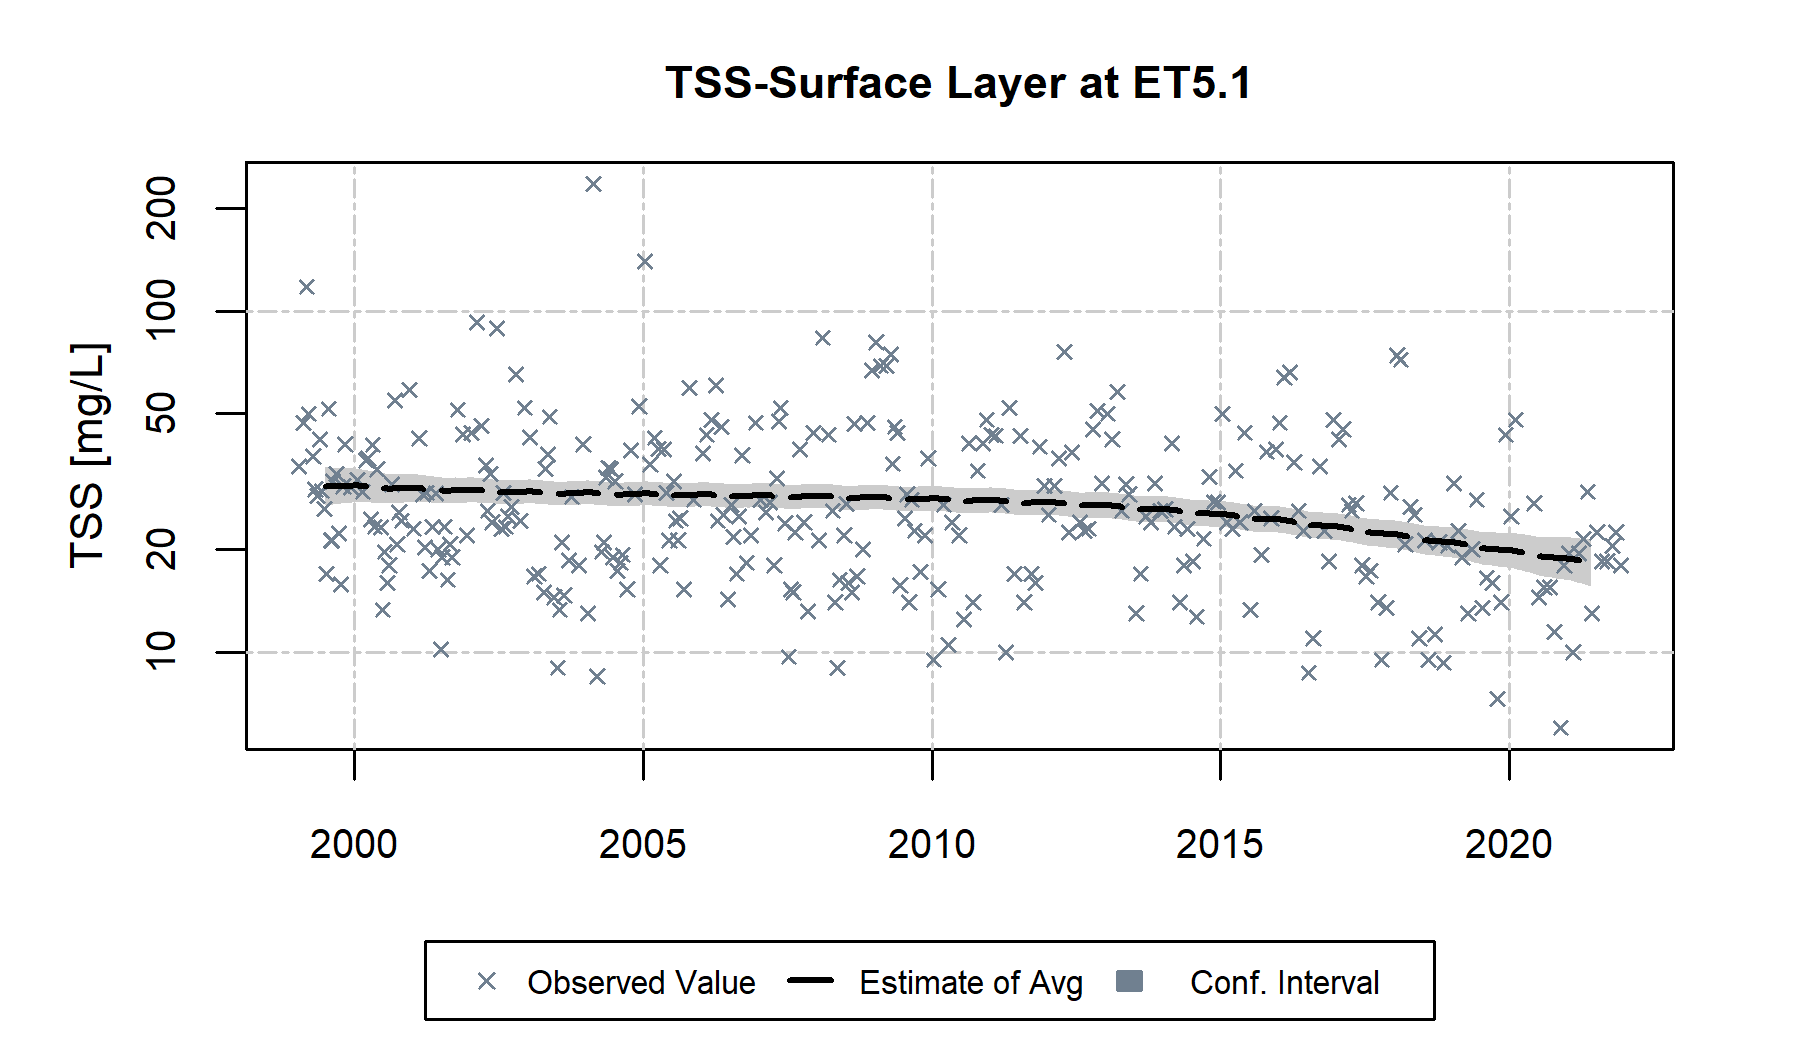 TSS-Surface Layer at ET5.1
TSS [mg/L]
200
100
50
20
10
2000 2005 2010 2015 2020
Observed Value Estimate of Avg Conf. Interval